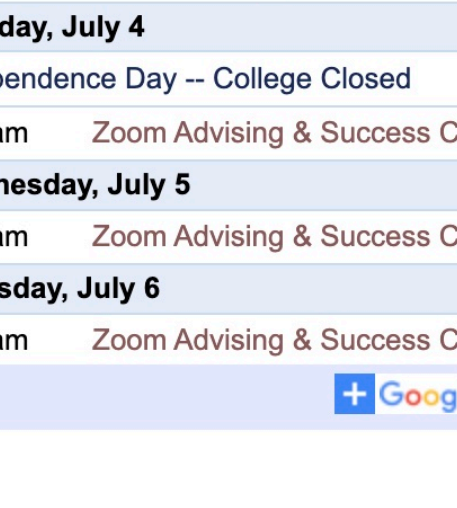 day, July 4
pendence Day -- College Closed
am Zoom Advising & Success C
nesday, July 5
am Zoom Advising & Success C
sday, July 6
am Zoom Advising & Success C
+ Goog